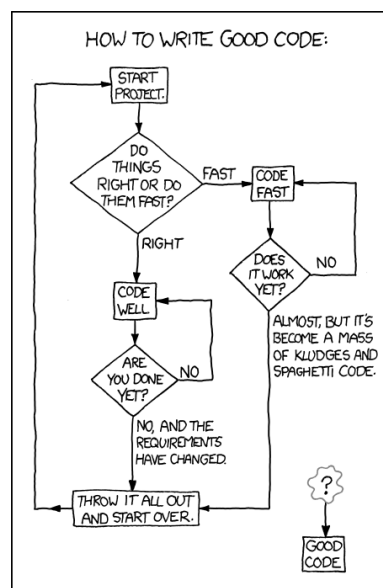 HOW TO WRITE GOOD CODE:
START
PROJECT.
DO
THINGS
RIGHT OR DO
THEM FAST?
FAST
CODE
FAST
RIGHT
DOES
IT WORK
YET?
NO
CODE
WELL
ALMOST, BUT IT'S
BECOME A MASS
OF KLUDGES AND
SPAGHETTI CODE.
ARE
YOU DONE
YET?
NO
NO, AND THE
REQUIREMENTS
HAVE CHANGED.
THROW IT ALL OUT
AND START OVER.
?
GOOD
CODE